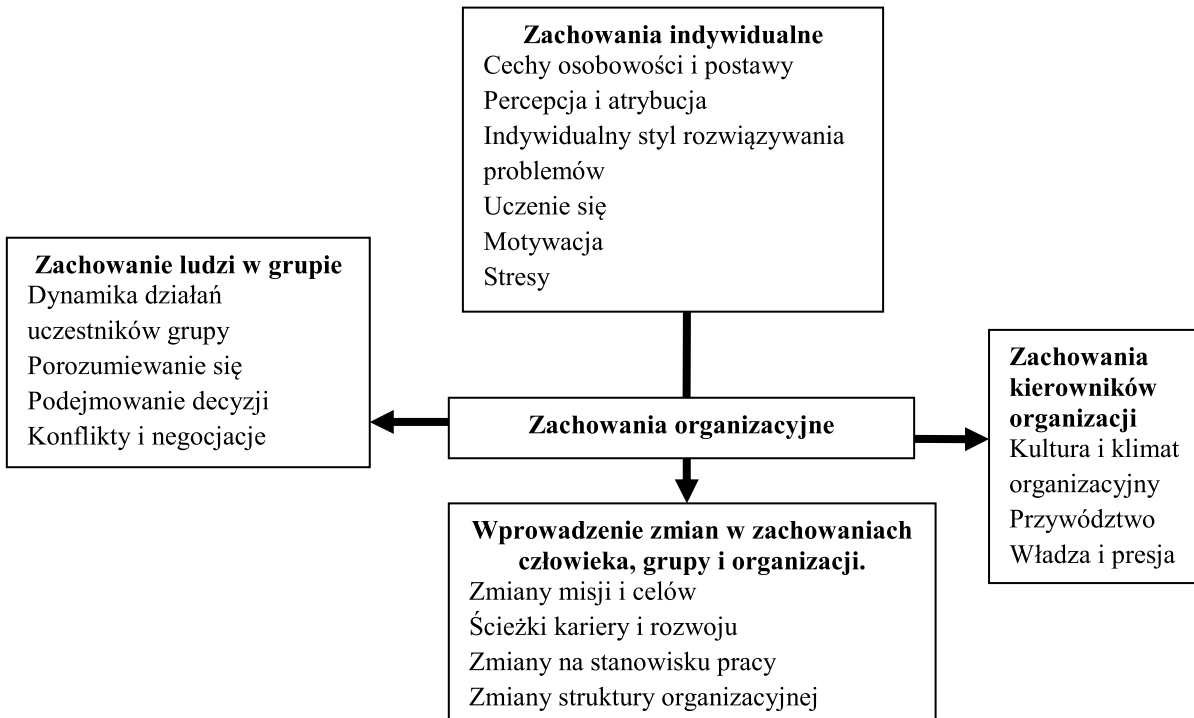 Zachowania indywidualne
Cechy osobowości i postawy
Percepcja i atrybucja
Indywidualny styl rozwiązywania
problemów
Uczenie się
Motywacja
Stresy
Zachowanie ludzi w grupie
Dynamika działań
uczestników grupy
Porozumiewanie się
Podejmowanie decyzji
Konflikty i negocjacje
Zachowania organizacyjne
Zachowania
kierowników
organizacji
Kultura i klimat
organizacyjny
Przywództwo
Władza i presja
Wprowadzenie zmian w zachowaniach
człowieka, grupy i organizacji.
Zmiany misji i celów
Ścieżki kariery i rozwoju
Zmiany na stanowisku pracy
Zmiany struktury organizacyjnej